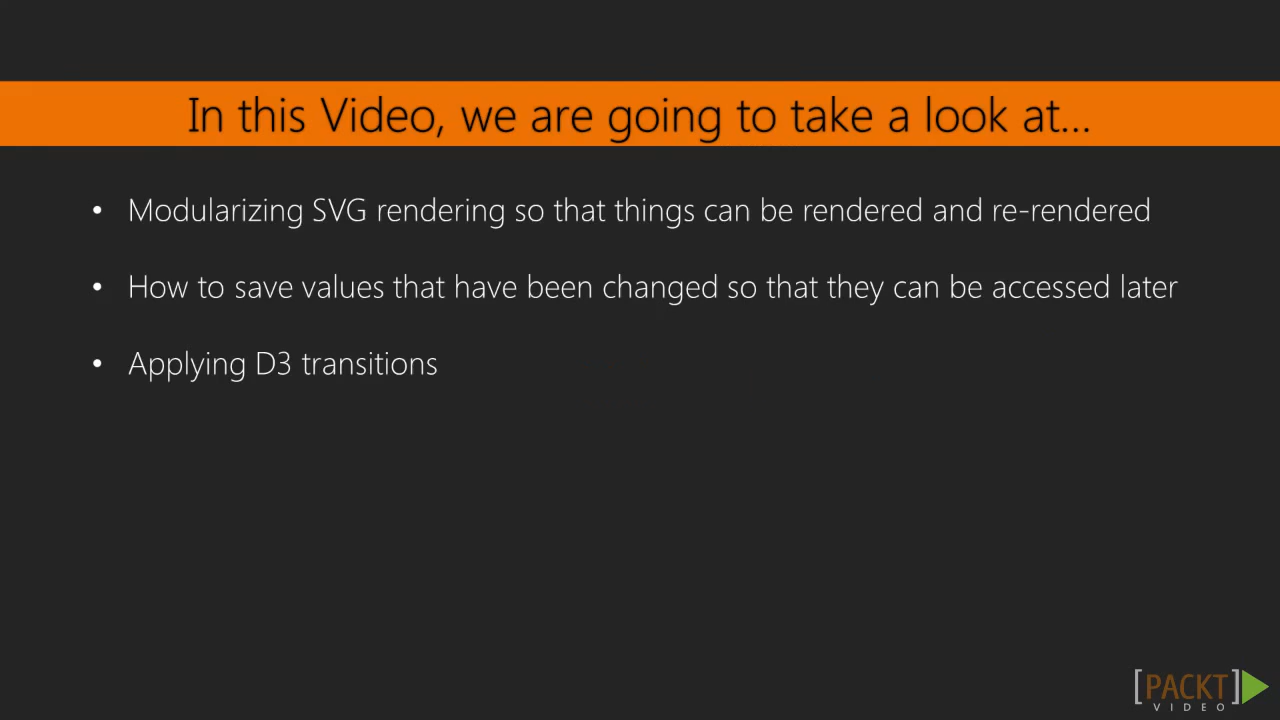 In this Video, we are going to take a look at...
• Modularizing SVG rendering so that things can be rendered and re-rendered
• How to save values that have been changed so that they can be accessed later
• Applying D3 transitions
[PACKT]
VIDEO